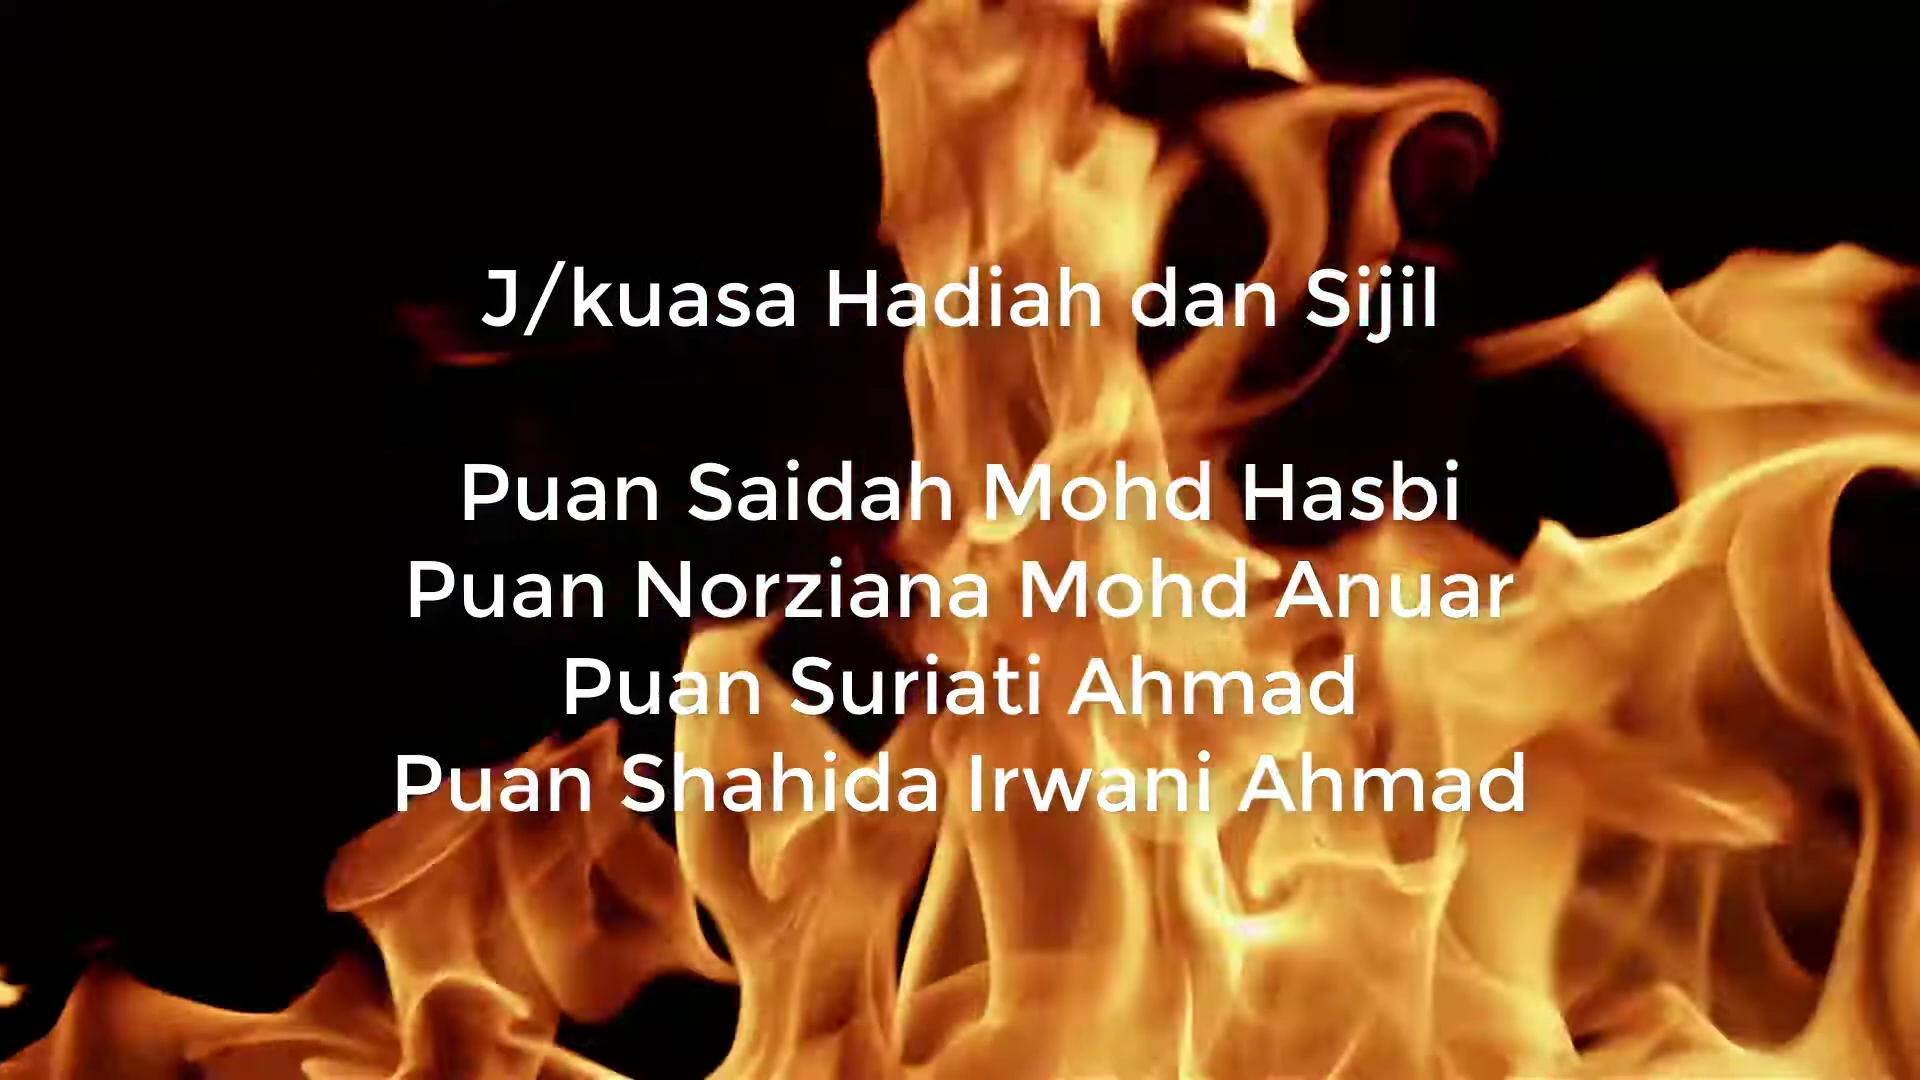 J/kuasa Hadiah dan Sijil
Puan Saidah Mohd Hasbi
Puan Norziana Mohd Anuar
Puan Suriati Ahmad
Puan Shahida Irwani Ahmad